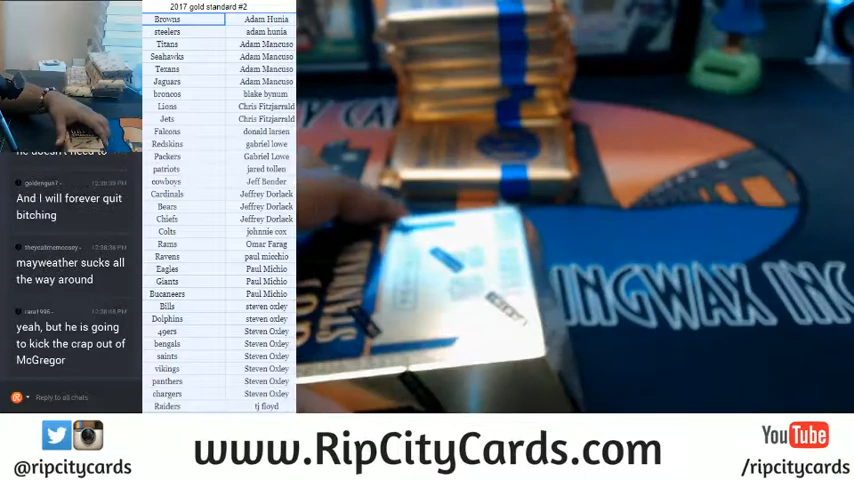 2017 gold standard #2
Browns Adam Hunia
steelers adam hunia
Titans Adam Mancuso
Seahawks Adam Mancuso
Texans Adam Mancuso
Jaguars Adam Mancuso
broncos blake bynum
Lions Chris Fitzjarrald
Jets Chris Fitzjarrald
Falcons donald larsen
Redskins gabriel lowe
Packers Gabriel Lowe
patriots jared tollen
cowboys Jeff Bender
Cardinals Jeffrey Dorlack
Bears Jeffrey Dorlack
Chiefs Jeffrey Dorlack
Colts johnnie cox
Rams Omar Farag
Ravens paul micchio
Eagles Paul Michio
Giants Paul Michio
Bucaneers Paul Michio
Bills steven oxley
Dolphins steven oxley
49ers Steven Oxley
bengals Steven Oxley
saints Steven Oxley
vikings Steven Oxley
panthers Steven Oxley
chargers Steven Oxley
Raiders tj floyd
he doesn't need to
And I will forever quit
bitching
mayweather sucks all
the way around
yeah, but he is going
to kick the crap out of
McGregor
Reply to all chats
INGWAX INC
@ripcitycards
www.RipCityCards.com
YouTube
/ripcitycards